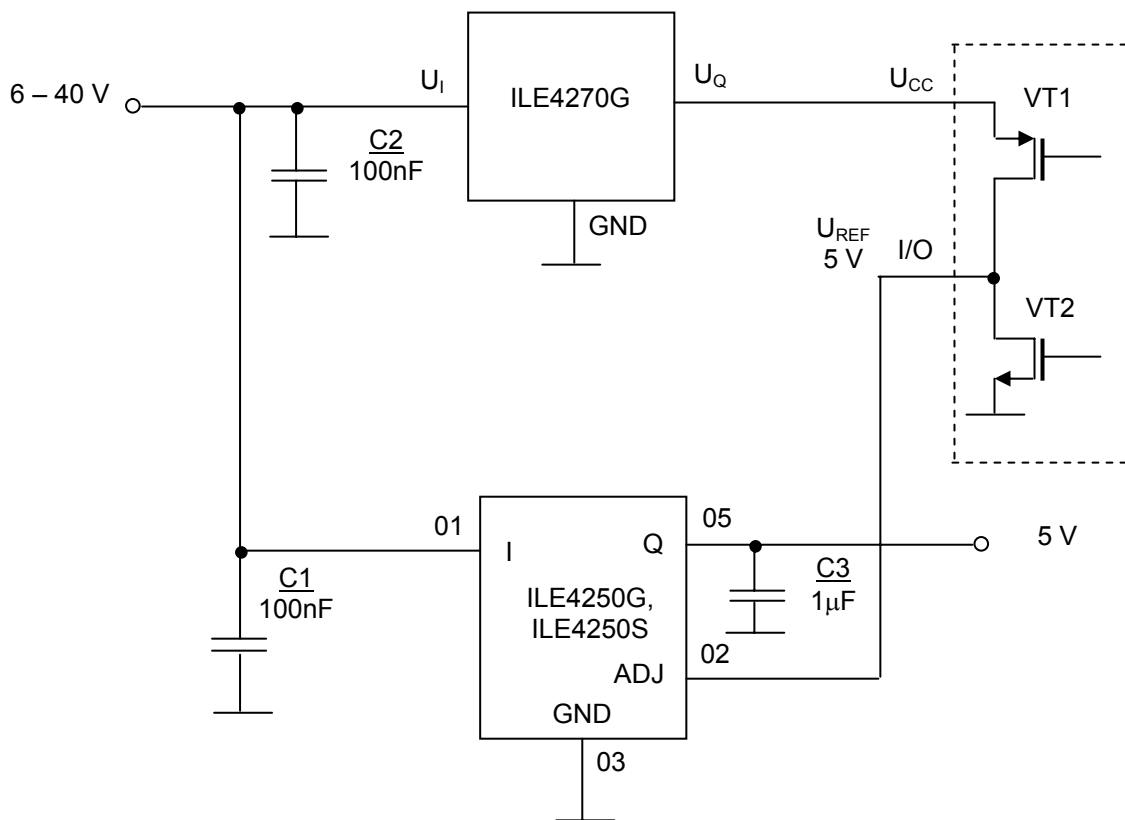 6 – 40 V
U_I
ILE4270G
U_Q
U_CC
VT1
C2
100nF
GND
U_REF
5 V
I/O
VT2
01
I
Q
05
5 V
C1
100nF
ILE4250G,
ILE4250S
C3
1μF
02
ADJ
GND
03